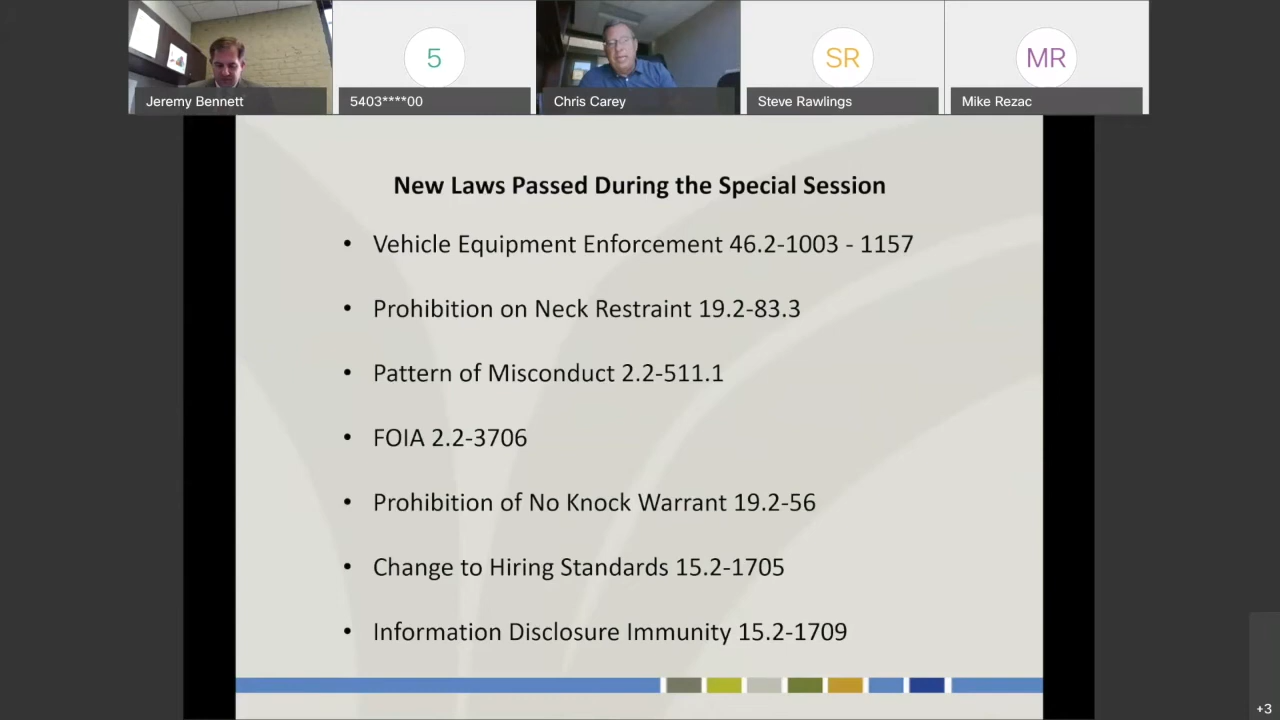 5
SR
MR
Jeremy Bennett
5403****00
Chris Carey
Steve Rawlings
Mike Rezac
New Laws Passed During the Special Session
• Vehicle Equipment Enforcement 46.2-1003 - 1157
• Prohibition on Neck Restraint 19.2-83.3
• Pattern of Misconduct 2.2-511.1
• FOIA 2.2-3706
• Prohibition of No Knock Warrant 19.2-56
• Change to Hiring Standards 15.2-1705
• Information Disclosure Immunity 15.2-1709
+3